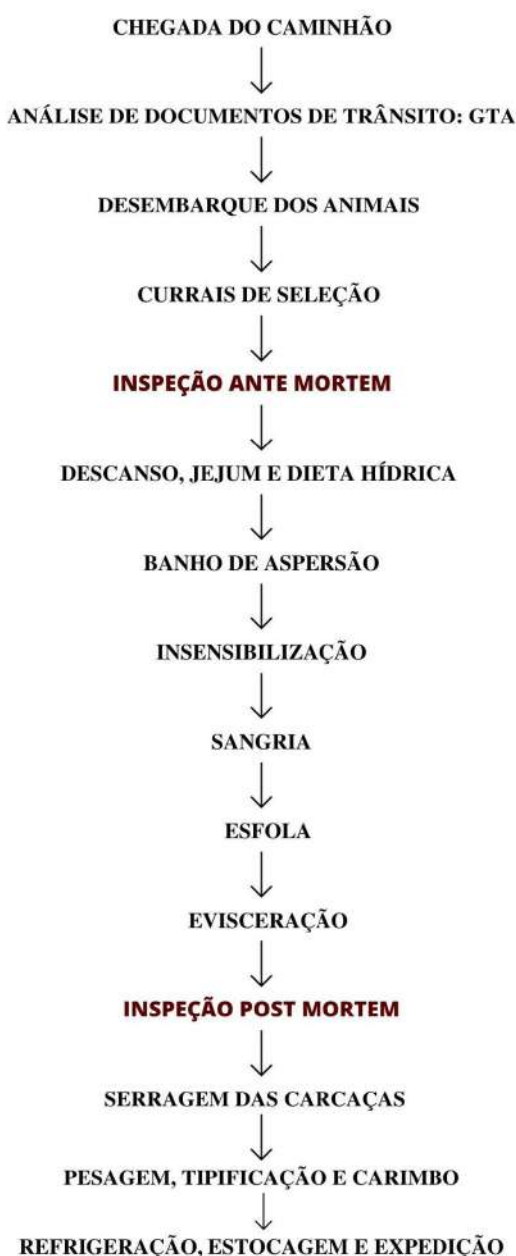 CHEGADA DO CAMINHÃO
ANÁLISE DE DOCUMENTOS DE TRÂNSITO: GTA
DESEMBARQUE DOS ANIMAIS
CURRAIS DE SELEÇÃO
INSPEÇÃO ANTE MORTEM
DESCANSO, JEJUM E DIETA HÍDRICA
BANHO DE ASPERSÃO
INSENSIBILIZAÇÃO
SANGRIA
ESFOLA
EVISCERAÇÃO
INSPEÇÃO POST MORTEM
SERRAGEM DAS CARCAÇAS
PESAGEM, TIPIFICAÇÃO E CARIMBO
REFRIGERAÇÃO, ESTOCAGEM E EXPEDIÇÃO